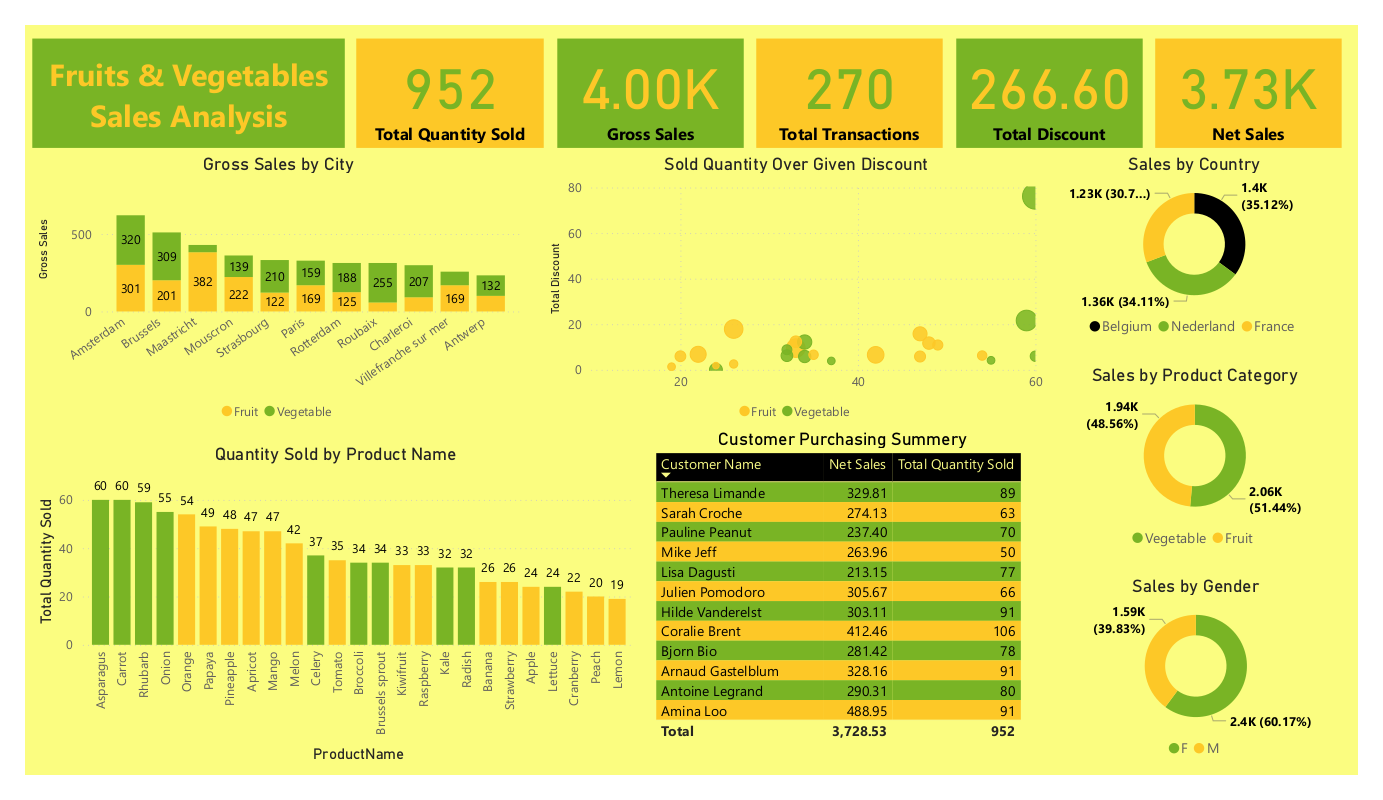 Fruits & Vegetables
Sales Analysis
952
Total Quantity Sold
4.00K
Gross Sales
270
Total Transactions
266.60
Total Discount
3.73K
Net Sales
Gross Sales by City
Gross Sales
500
0
320
301
309
201
382
139
222
210
122
159
169
188
125
255
207
169
132
Amsterdam
Brussels
Maastricht
Mouscron
Strasbourg
Paris
Rotterdam
Roubaix
Charleroi
Villefranche sur mer
Antwerp
Fruit
Vegetable
Sold Quantity Over Given Discount
Total Discount
80
60
40
20
0
20
40
60
Fruit
Vegetable
Sales by Country
1.23K (30.7...)
1.4K
(35.12%)
1.36K (34.11%)
Belgium
Nederland
France
Sales by Product Category
1.94K
(48.56%)
2.06K
(51.44%)
Vegetable
Fruit
Sales by Gender
1.59K
(39.83%)
2.4K (60.17%)
F
M
Quantity Sold by Product Name
Total Quantity Sold
60
40
20
0
60 60 59 55 54 49 48 47 47 42 37 35 34 34 33 33 32 32 26 26 24 24 22 20 19
Asparagus
Carrot
Rhubarb
Onion
Orange
Papaya
Pineapple
Apricot
Mango
Melon
Celery
Tomato
Broccoli
Brussels sprout
Kiwifruit
Raspberry
Kale
Radish
Banana
Strawberry
Apple
Lettuce
Cranberry
Peach
Lemon
ProductName
Customer Purchasing Summery
Customer Name Net Sales Total Quantity Sold
Theresa Limande 329.81 89
Sarah Croche 274.13 63
Pauline Peanut 237.40 70
Mike Jeff 263.96 50
Lisa Dagusti 213.15 77
Julien Pomodoro 305.67 66
Hilde Vanderelst 303.11 91
Coralie Brent 412.46 106
Bjorn Bio 281.42 78
Arnaud Gastelblum 328.16 91
Antoine Legrand 290.31 80
Amina Loo 488.95 91
Total 3,728.53 952